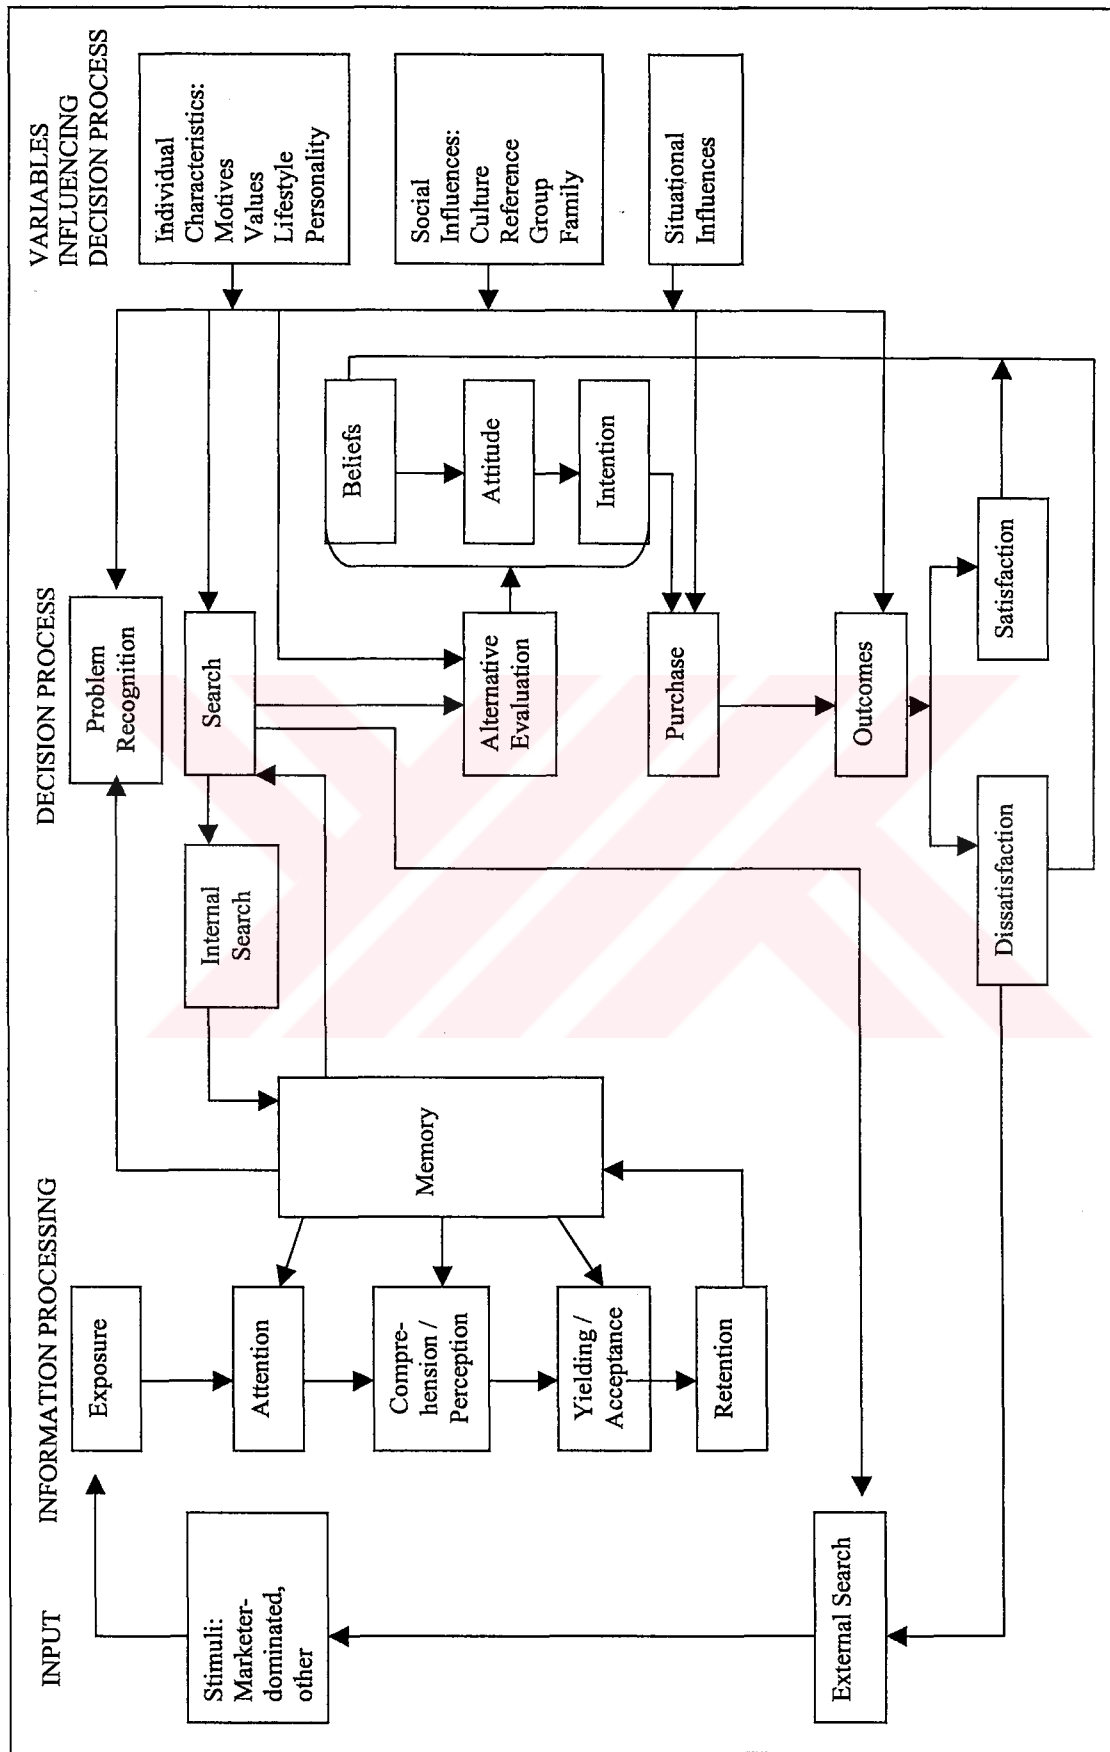 INPUT
Stimuli:
Marketer-
dominated,
other
External Search
INFORMATION PROCESSING
Exposure
Attention
Compre-
hension /
Perception
Yielding /
Acceptance
Retention
Memory
DECISION PROCESS
Problem
Recognition
Internal
Search
Search
Alternative
Evaluation
Beliefs
Attitude
Intention
Purchase
Outcomes
Dissatisfaction
Satisfaction
VARIABLES
INFLUENCING
DECISION PROCESS
Individual
Characteristics:
Motives
Values
Lifestyle
Personality
Social
Influences:
Culture
Reference
Group
Family
Situational
Influences